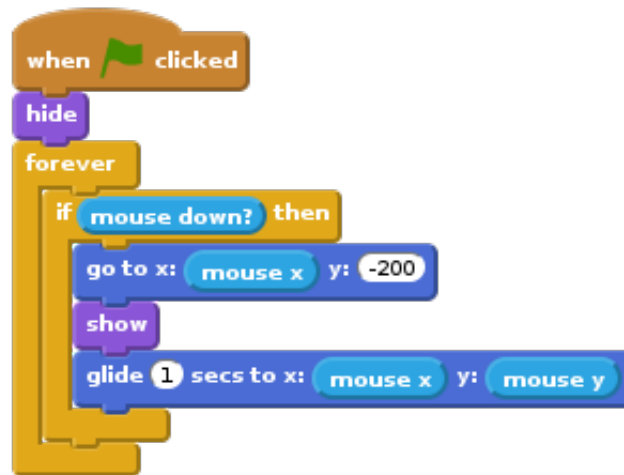 when clicked
hide
forever
if mouse down? then
go to x: mouse x y: -200
show
glide 1 secs to x: mouse x y: mouse y